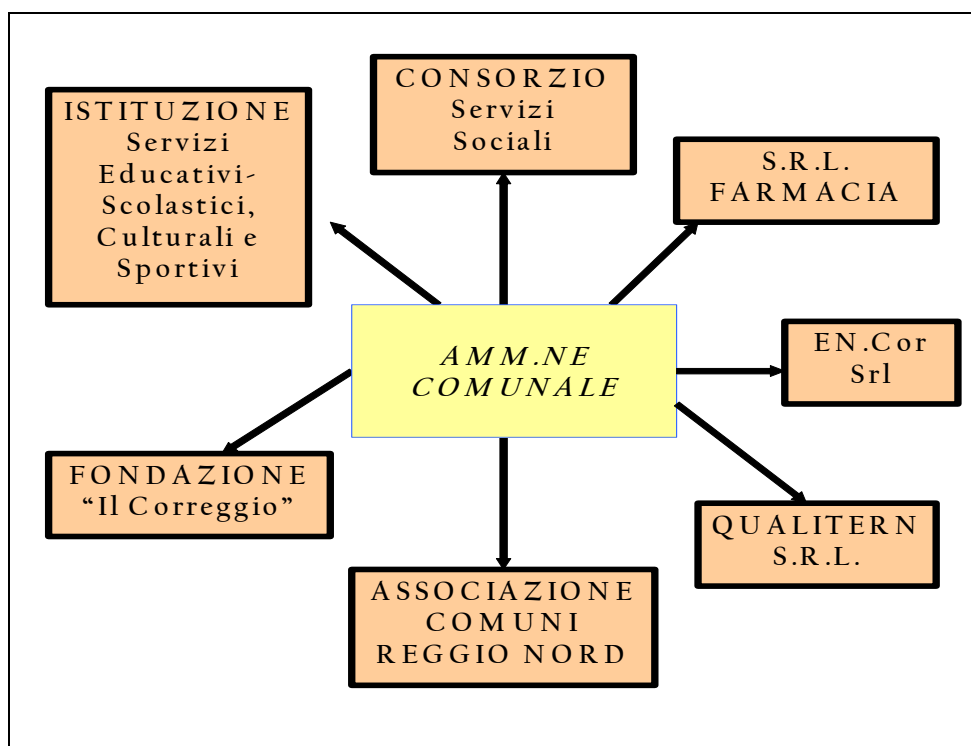 CONSORZIO
Servizi
Sociali
ISTITUZIONE
Servizi
Educativi-
Scolastici,
Culturali e
Sportivi
S.R.L.
FARMACIA
AMM.NE
COMUNALE
EN.Cor
Srl
FONDAZIONE
“Il Correggio”
QUALITERN
S.R.L.
ASSOCIAZIONE
COMUNI
REGGIO NORD